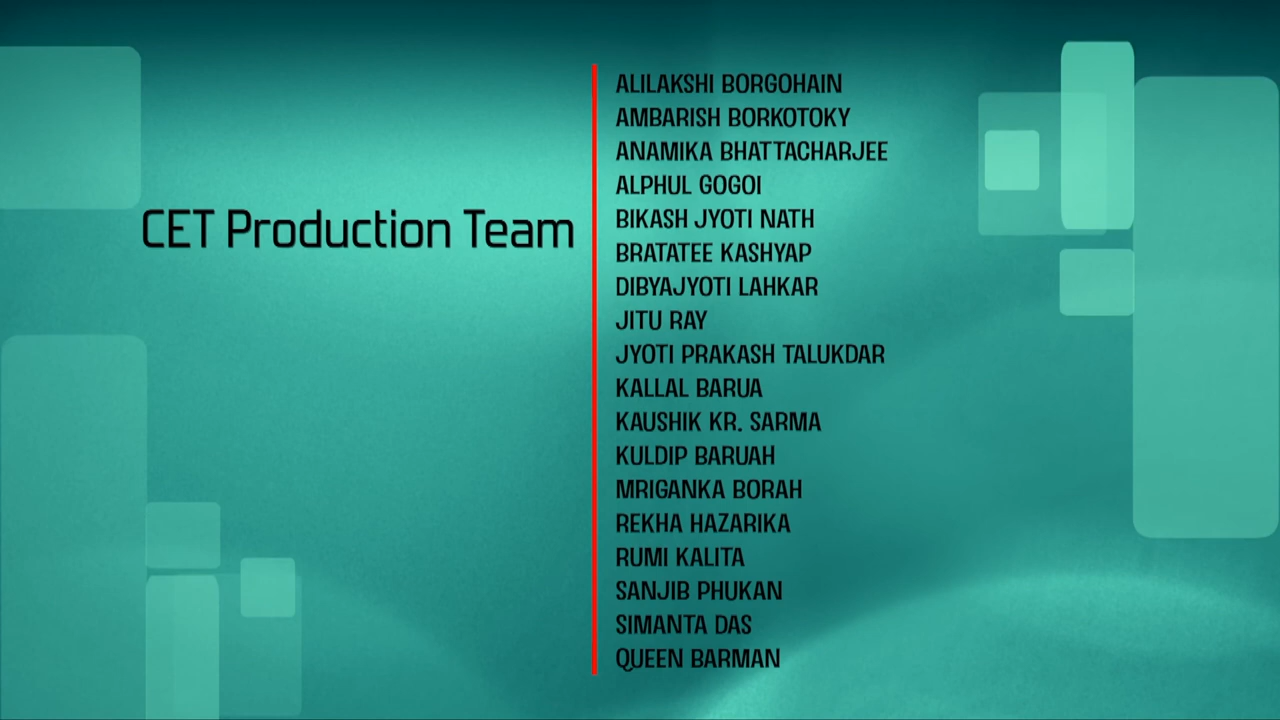 CET Production Team
ALILAKSHI BORGOHAIN
AMBARISH BORKOTOKY
ANAMIKA BHATTACHARJEE
ALPHUL GOGOI
BIKASH JYOTI NATH
BRATATEE KASHYAP
DIBYAJYOTI LAHKAR
JITU RAY
JYOTI PRAKASH TALUKDAR
KALLAL BARUA
KAUSHIK KR. SARMA
KULDIP BARUAH
MRIGANKA BORAH
REKHA HAZARIKA
RUMI KALITA
SANJIB PHUKAN
SIMANTA DAS
QUEEN BARMAN